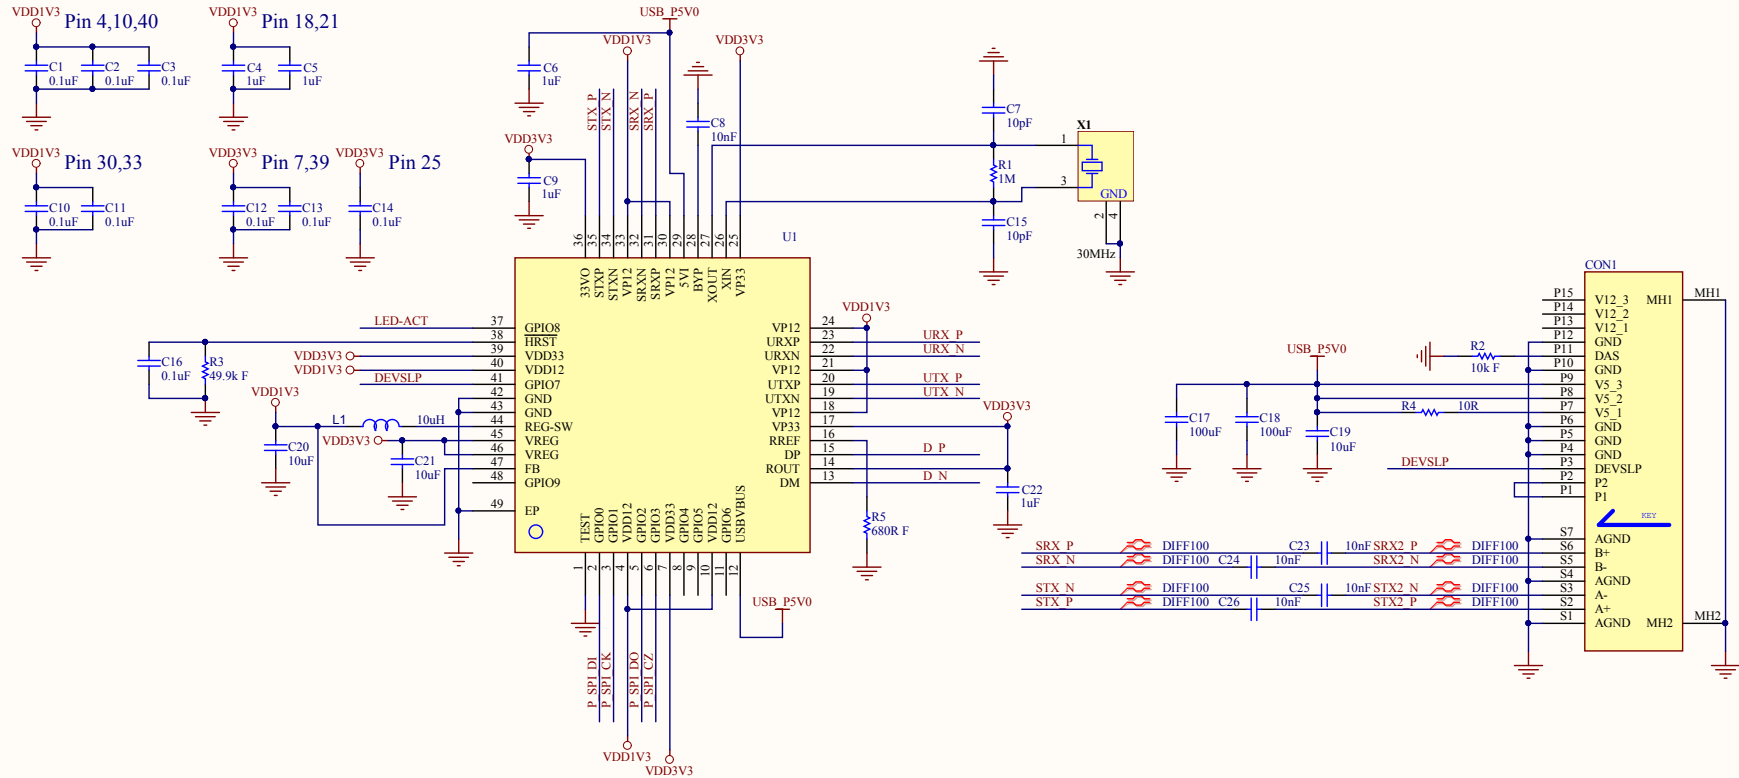 VDD1V3 Pin 4,10,40
C1 0.1uF
C2 0.1uF
C3 0.1uF
VDD1V3 Pin 18,21
C4 1uF
C5 1uF
VDD1V3 Pin 30,33
C10 0.1uF
C11 0.1uF
VDD3V3 Pin 7,39
C12 0.1uF
C13 0.1uF
VDD3V3 Pin 25
C14 0.1uF
USB_P5V0
VDD1V3
VDD3V3
C6 1uF
STX_P
STX_N
SRX_N
SRX_P
C8 10nF
VDD3V3
C9 1uF
C7 10pF
R1 1M
C15 10pF
X1
1
3
GND
2
4
30MHz
U1
36 33VO
35 STXP
34 STXN
33 VP12
32 SRXN
31 SRXP
30 VP12
29 5VI
28 BYP
27 XOUT
26 XIN
25 VP33
LED-ACT 37 GPIO8
38 HRST
VDD3V3 39 VDD33
VDD1V3 40 VDD12
DEVSLP 41 GPIO7
42 GND
43 GND
44 REG-SW
45 VREG
46 VREG
47 FB
48 GPIO9
49 EP
C16 0.1uF
R3 49.9k F
VDD1V3
L1 10uH
VDD3V3
C20 10uF
C21 10uF
VDD1V3
VP12 24
URXP 23 URX_P
URXN 22 URX_N
VP12 21
UTXP 20 UTX_P
UTXN 19 UTX_N
VP12 18
VP33 17
RREF 16
DP 15 D_P
ROUT 14
DM 13 D_N
VDD3V3
C22 1uF
R5 680R F
TEST 1
GPIO0 2
GPIO1 3
VDD12 4
GPIO2 5
GPIO3 6
VDD33 7
GPIO4 8
GPIO5 9
VDD12 10
GPIO6 11
USBVBUS 12
USB_P5V0
P_SPI_DI
P_SPI_CK
P_SPI_DO
P_SPI_CZ
VDD1V3
VDD3V3
CON1
P15 V12_3
P14 V12_2
P13 V12_1
P12 GND
P11 DAS
P10 GND
P9 V5_3
P8 V5_2
P7 V5_1
P6 GND
P5 GND
P4 GND
P3 DEVSLP
P2 P2
P1 P1
KEY
S7 AGND
S6 B+
S5 B-
S4 AGND
S3 A-
S2 A+
S1 AGND
MH1 MH1
MH2 MH2
R2 10k F
USB_P5V0
R4 10R
C17 100uF
C18 100uF
C19 10uF
DEVSLP
SRX_P DIFF100 C23 10nF SRX2_P DIFF100
SRX_N DIFF100 C24 10nF SRX2_N DIFF100
STX_N DIFF100 C25 10nF STX2_N DIFF100
STX_P DIFF100 C26 10nF STX2_P DIFF100